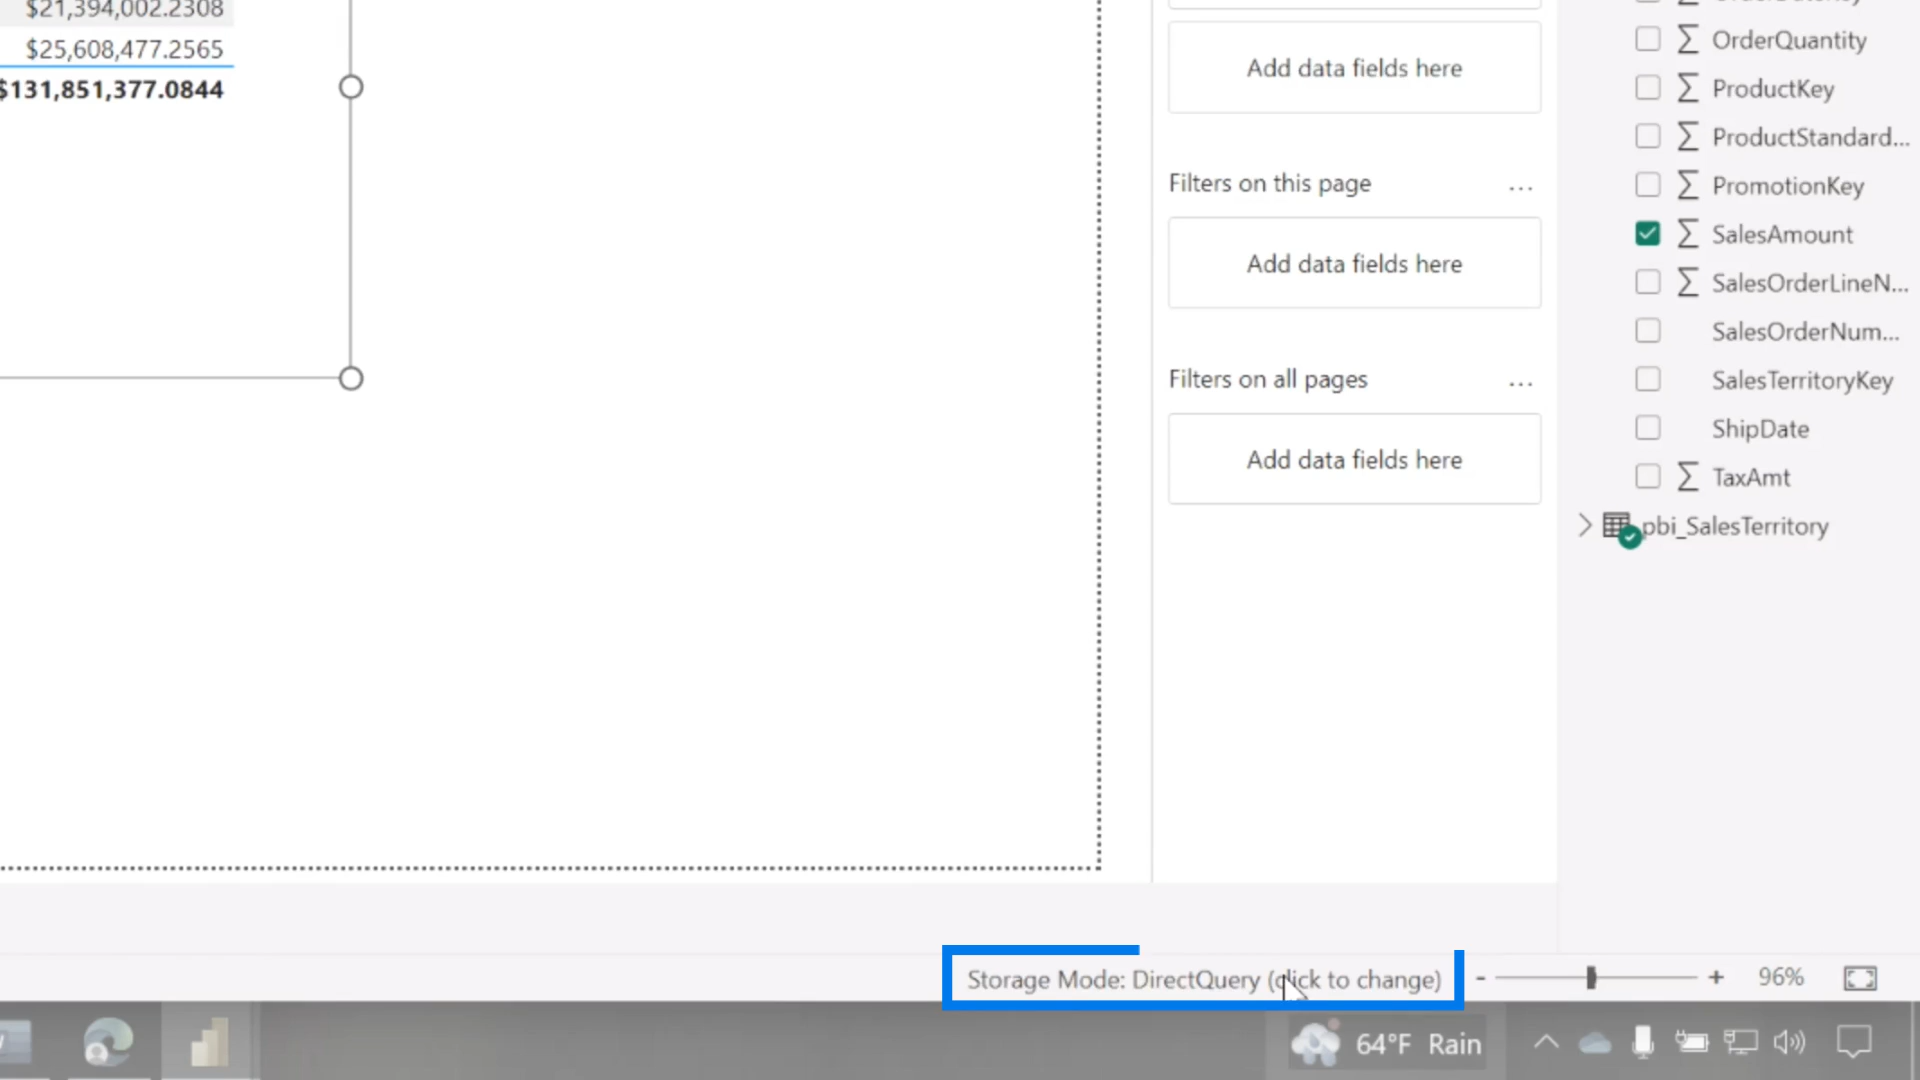 $21,394,002.2308
$25,608,477.2565
$131,851,377.0844
Add data fields here
Filters on this page
...
Add data fields here
Filters on all pages
...
Add data fields here
OrderQuantity
ProductKey
ProductStandard...
PromotionKey
SalesAmount
SalesOrderLineN...
SalesOrderNum...
SalesTerritoryKey
ShipDate
TaxAmt
pbi_SalesTerritory
Storage Mode: DirectQuery (click to change)
- + 96%
64°F Rain